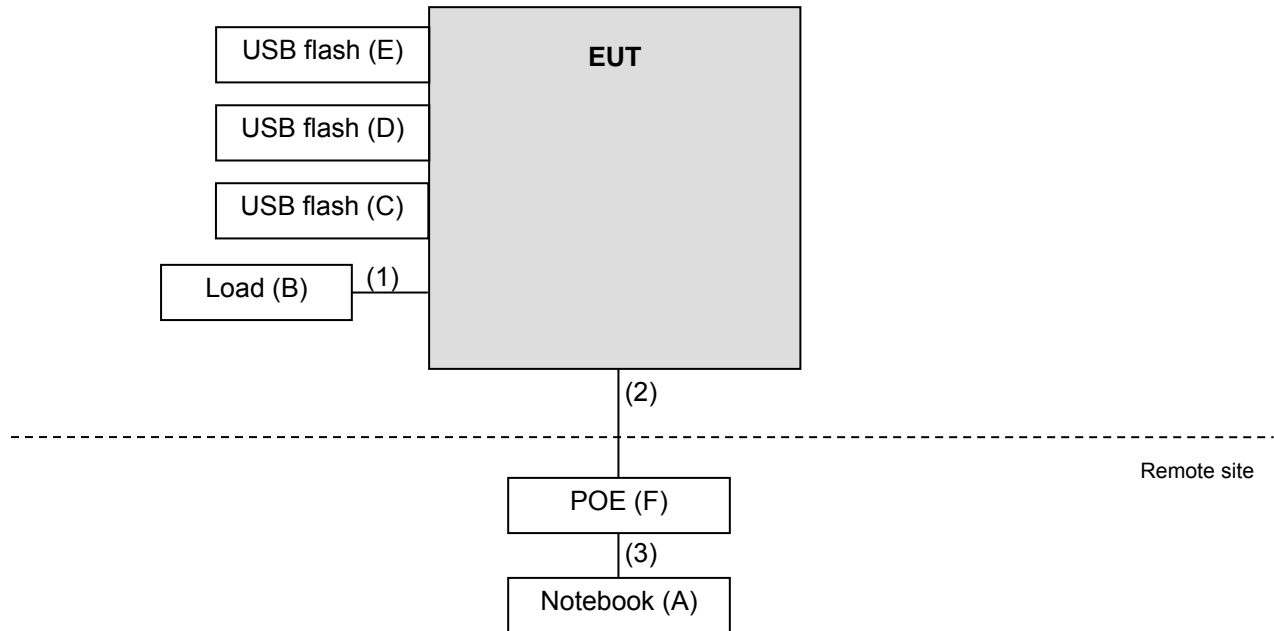 USB flash (E)
EUT
USB flash (D)
USB flash (C)
Load (B)
(1)
(2)
Remote site
POE (F)
(3)
Notebook (A)